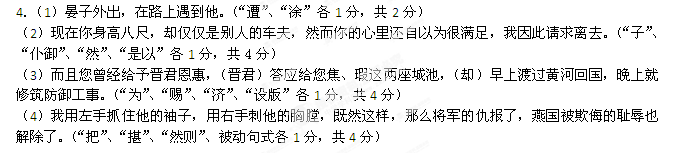 4.（1）晏子外出，在路上遇到他。（“遭”、“涂”各1分，共2分）
（2）现在你身高八尺，却仅仅是别人的车夫，然而你的心里还自以为很满足，我因此请求离去。（“子”、
“仆御”、“然”、“是以”各1分，共4分）
（3）而且您曾经给予晋君恩惠，（晋君）答应给您焦、瑕这两座城池，（却）早上渡过黄河回国，晚上就
修筑防御工事。（“为”、“赐”、“济”、“设版”各1分，共4分）
（4）我用左手抓住他的袖子，用右手刺他的胸膛，既然这样，那么将军的仇报了，燕国被欺侮的耻辱也
解除了。（“把”、“揕”、“然则”、被动句式各1分，共4分）